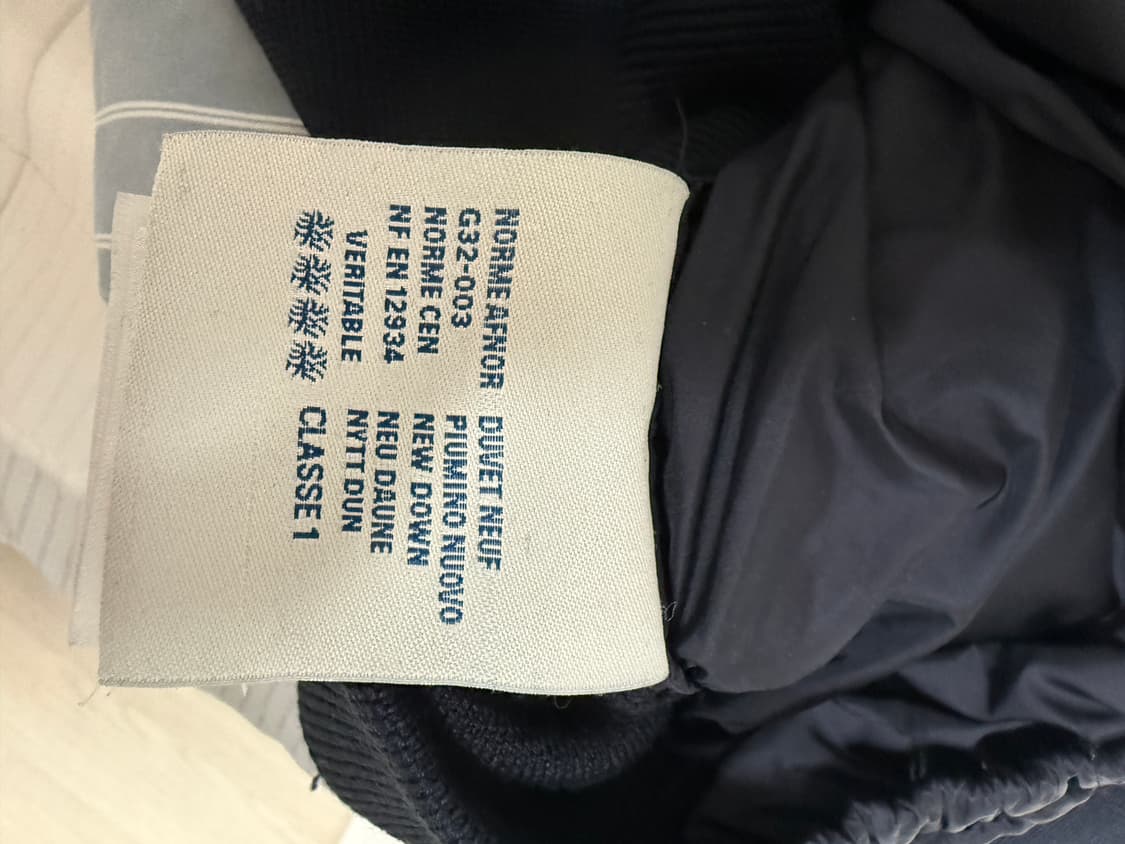 NORME AFNOR DUVET NEUF
G32-003 PIUMINO NUOVO
NORME CEN NEW DOWN
NF EN 12934 NEU DAUNE
VERITABLE NYTT DUN
CLASSE 1